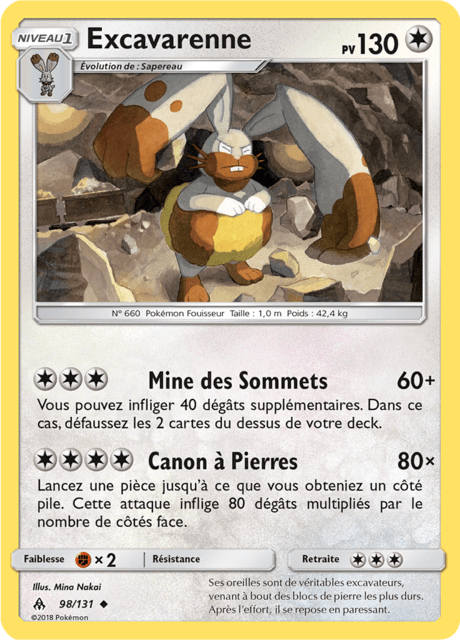 NIVEAU 1
Excavarenne
PV 130
Évolution de : Sapereau
N° 660 Pokémon Fouisseur Taille : 1,0 m Poids : 42,4 kg
Mine des Sommets 60+
Vous pouvez infliger 40 dégâts supplémentaires. Dans ce
cas, défaussez les 2 cartes du dessus de votre deck.
Canon à Pierres 80×
Lancez une pièce jusqu'à ce que vous obteniez un côté
pile. Cette attaque inflige 80 dégâts multipliés par le
nombre de côtés face.
Faiblesse × 2 Résistance Retraite
Illus. Mina Nakai
98/131
©2018 Pokémon
Ses oreilles sont de véritables excavateurs,
venant à bout des blocs de pierre les plus durs.
Après l'effort, il se repose en paressant.